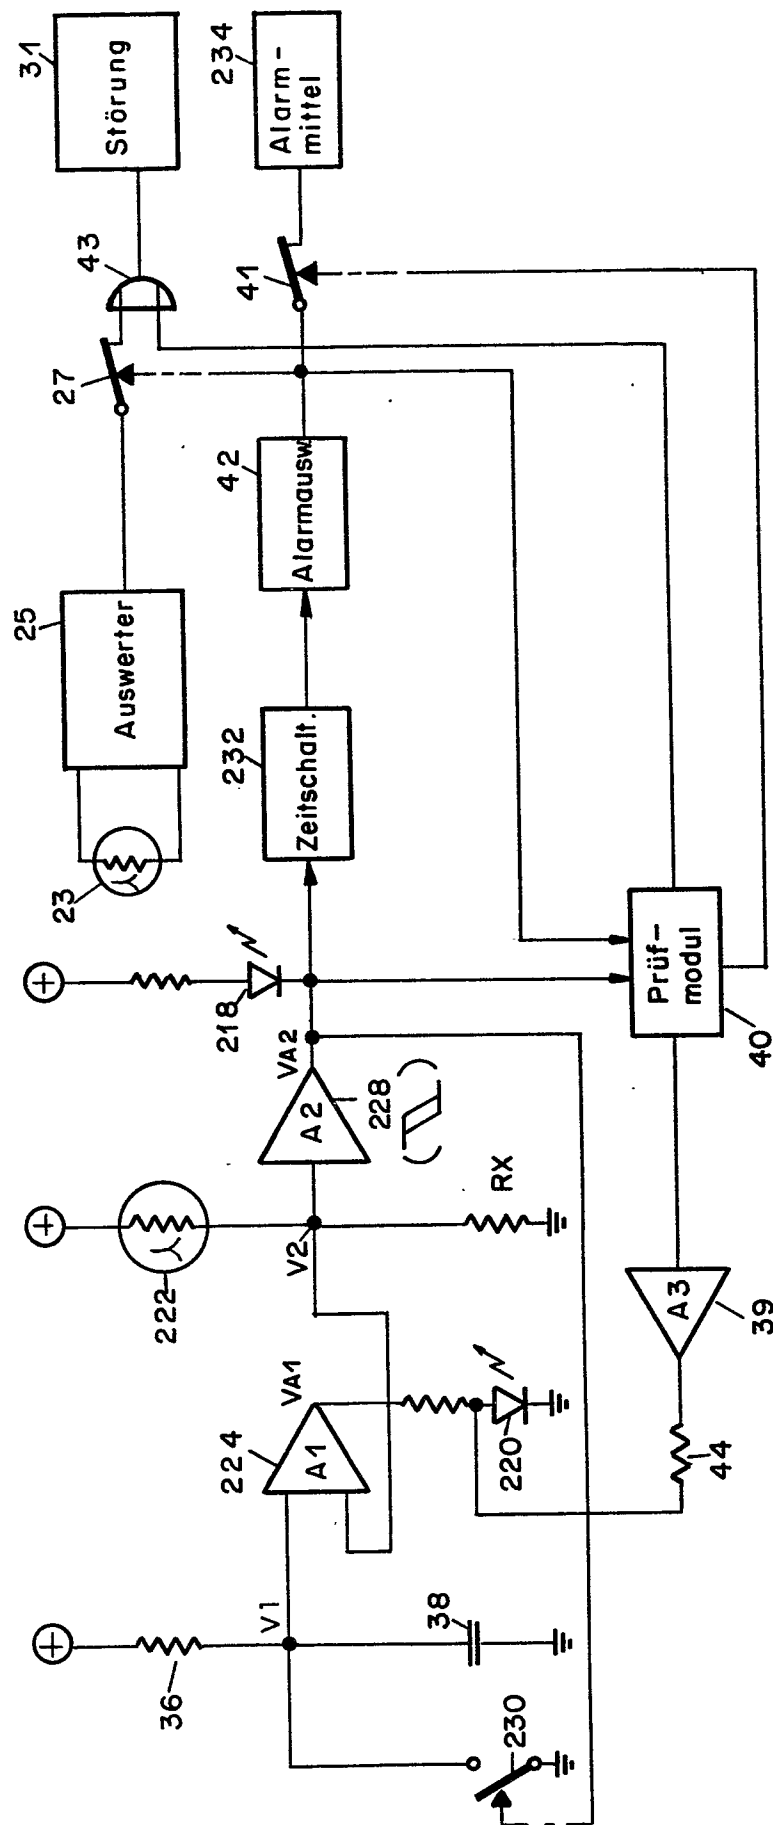 31
Störung
234
Alarm-
mittel
43
41
27
42
Alarmausw.
25
Auswerter
232
Zeitschalt.
23
218
VA2
A2
228
Prüf-
modul
40
222
V2
RX
A3
39
VA1
224
A1
220
44
V1
36
38
230